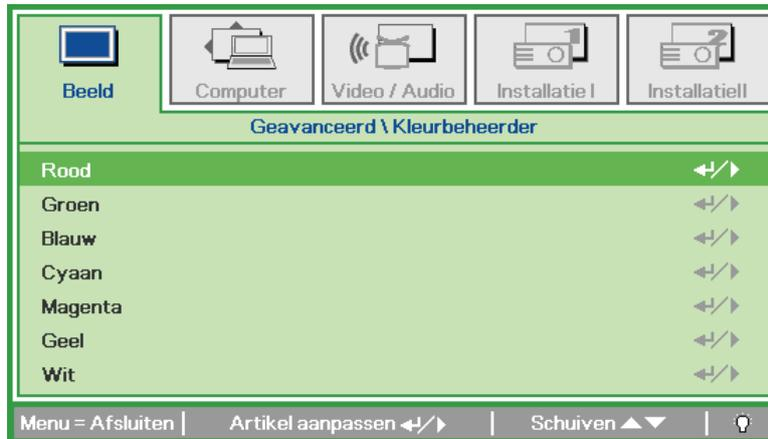 Beeld Computer Video / Audio Installatie I InstallatieII
Geavanceerd \ Kleurbeheerder
Rood
Groen
Blauw
Cyaan
Magenta
Geel
Wit
Menu = Afsluiten | Artikel aanpassen | Schuiven